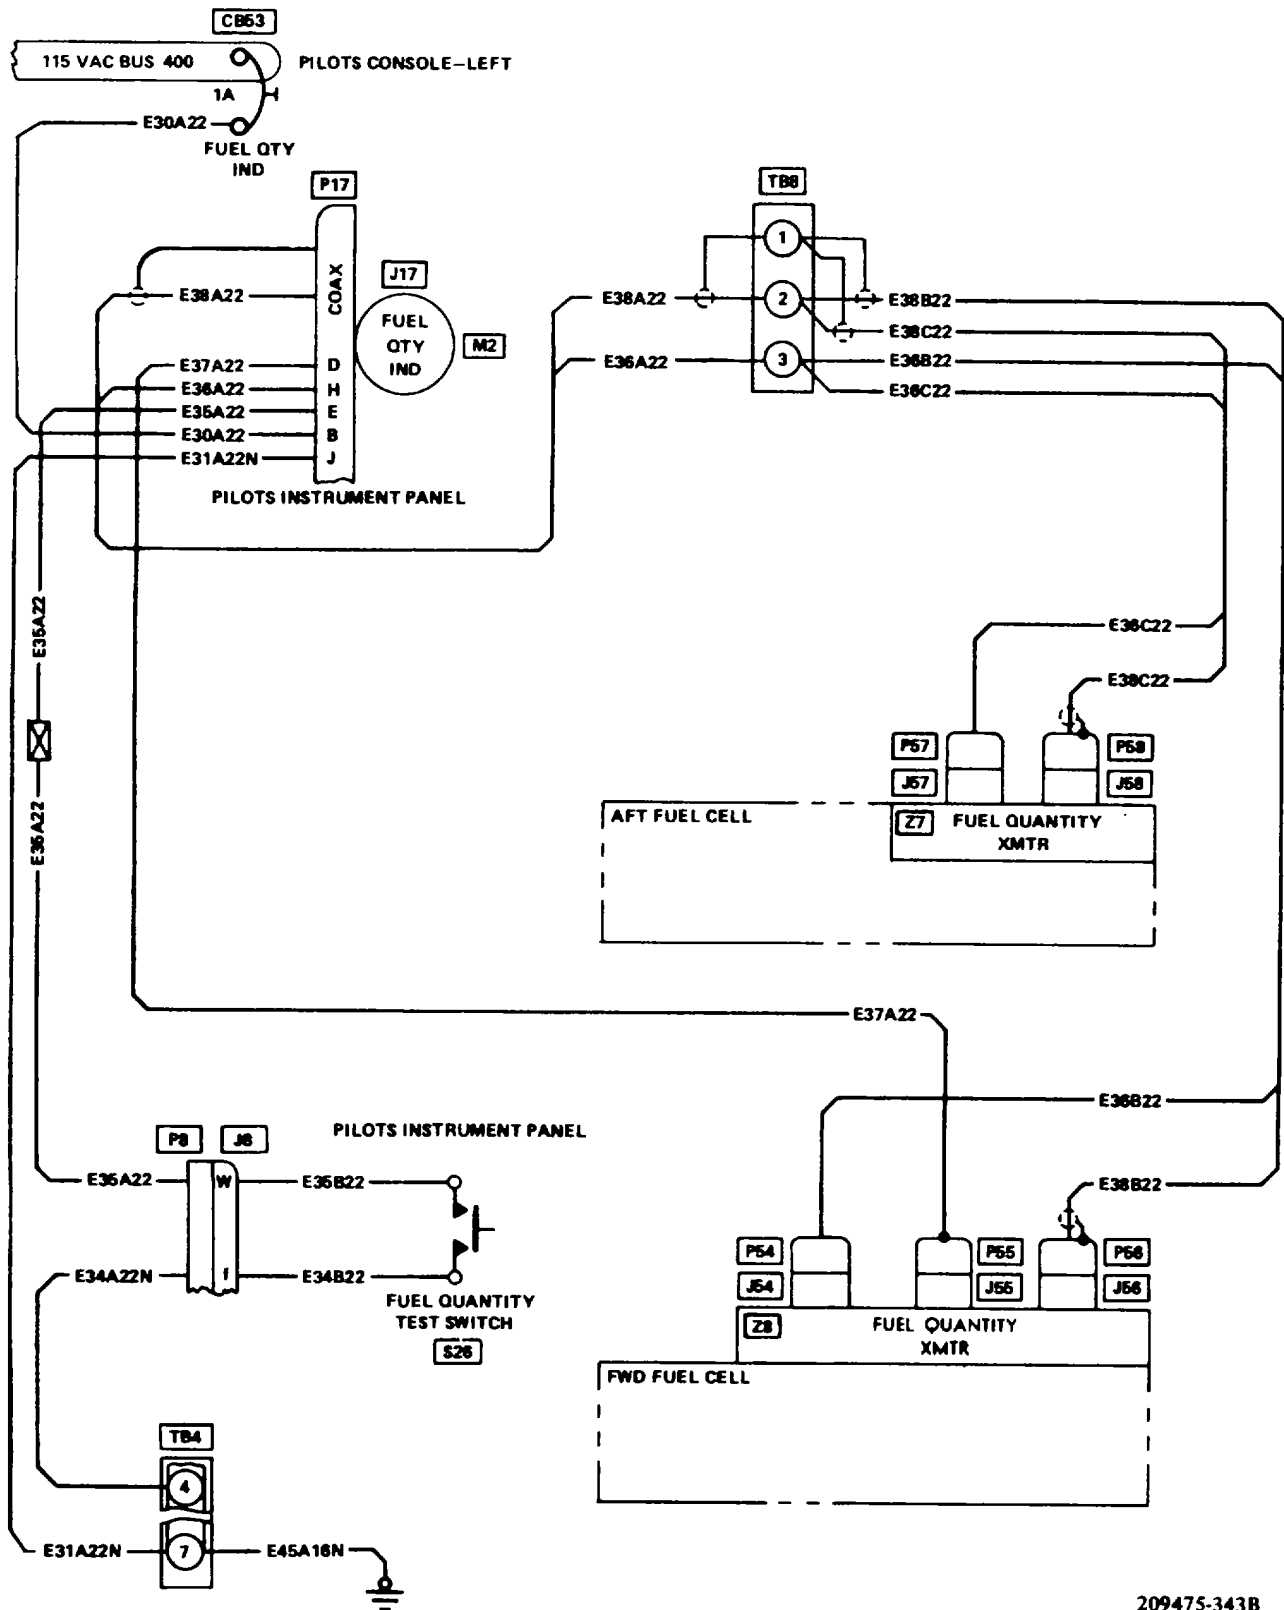 CB53
115 VAC BUS 400
PILOTS CONSOLE-LEFT
1A
E30A22
FUEL QTY
IND
P17
TB8
COAX
J17
1
E38A22
FUEL
QTY
IND
M2
E38A22
2
E38B22
E38C22
E37A22
D
E36A22
3
E36B22
E36A22
H
E36C22
E35A22
E
E30A22
B
E31A22N
J
PILOTS INSTRUMENT PANEL
E35A22
E36C22
E38C22
P57
P58
J57
J58
E35A22
AFT FUEL CELL
Z7
FUEL QUANTITY
XMTR
E37A22
E36B22
PILOTS INSTRUMENT PANEL
P8
J8
E35A22
W
E35B22
E38B22
P54
P55
P56
E34A22N
f
E34B22
J54
J55
J56
FUEL QUANTITY
TEST SWITCH
S26
Z8
FUEL QUANTITY
XMTR
FWD FUEL CELL
TB4
4
E31A22N
7
E45A16N
209475-343B